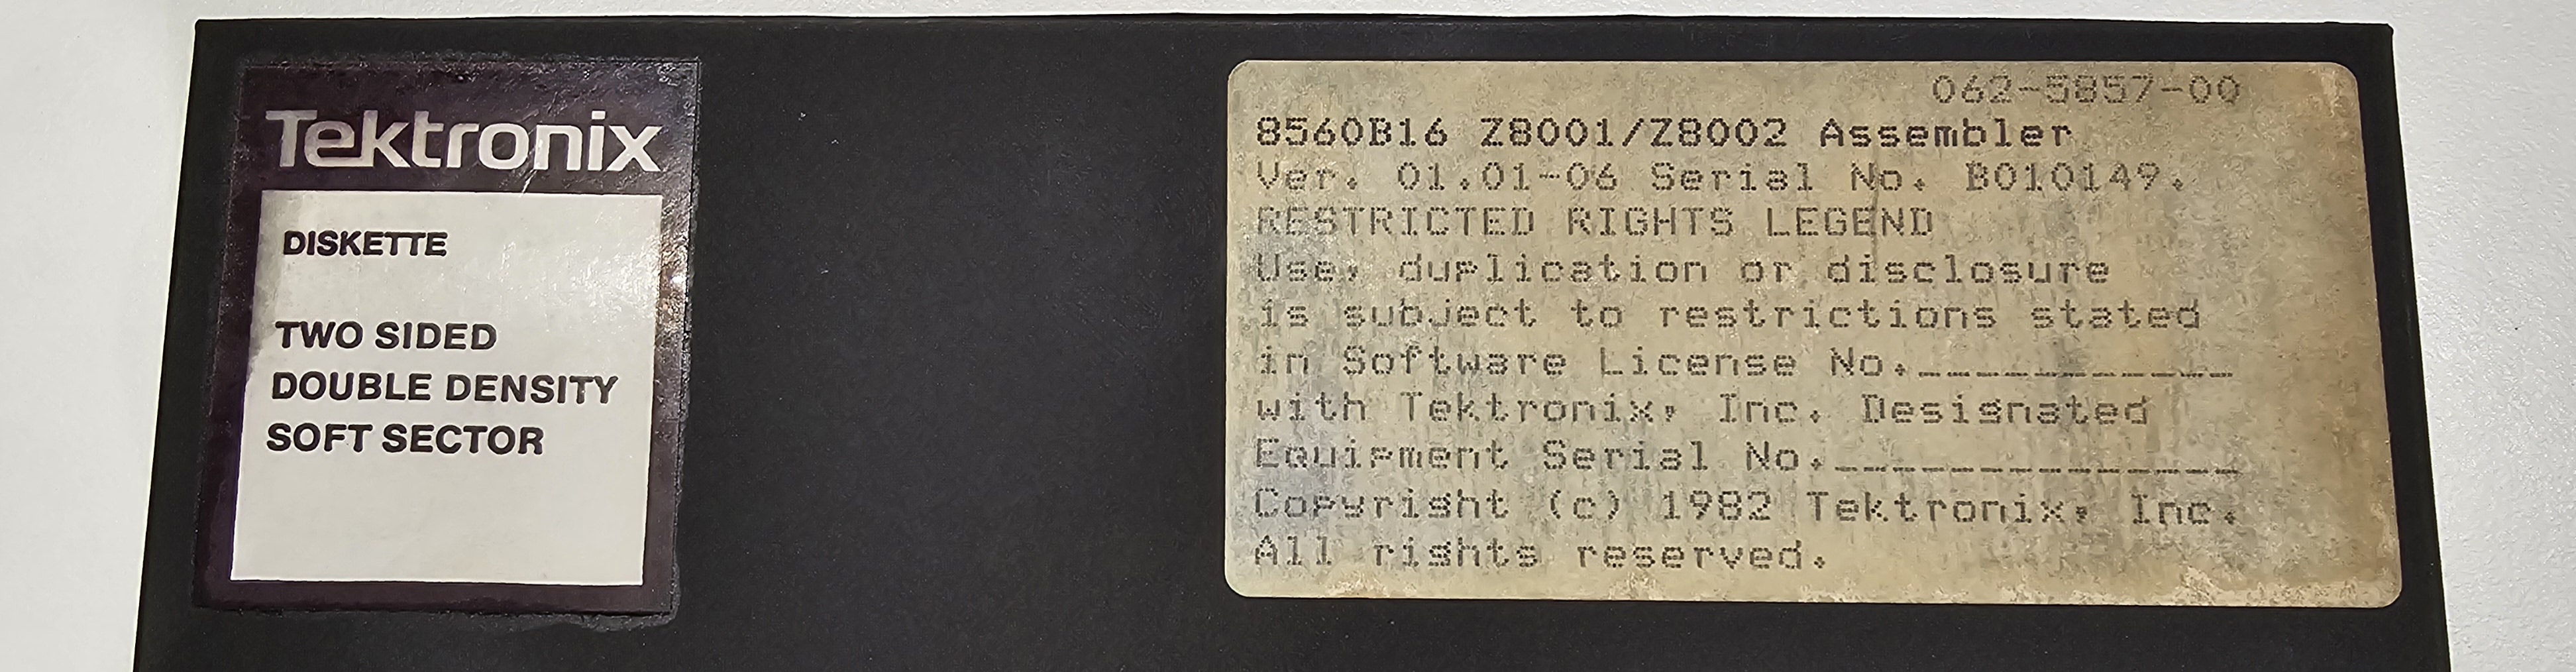 Tektronix
DISKETTE
TWO SIDED
DOUBLE DENSITY
SOFT SECTOR
062-5857-00
8560B16 Z8001/Z8002 Assembler
Ver. 01.01-06 Serial No. B010149.
RESTRICTED RIGHTS LEGEND
Use, duplication or disclosure
is subject to restrictions stated
in Software License No.___________
with Tektronix, Inc. Designated
Equipment Serial No.______________
Copyright (c) 1982 Tektronix, Inc.
All rights reserved.